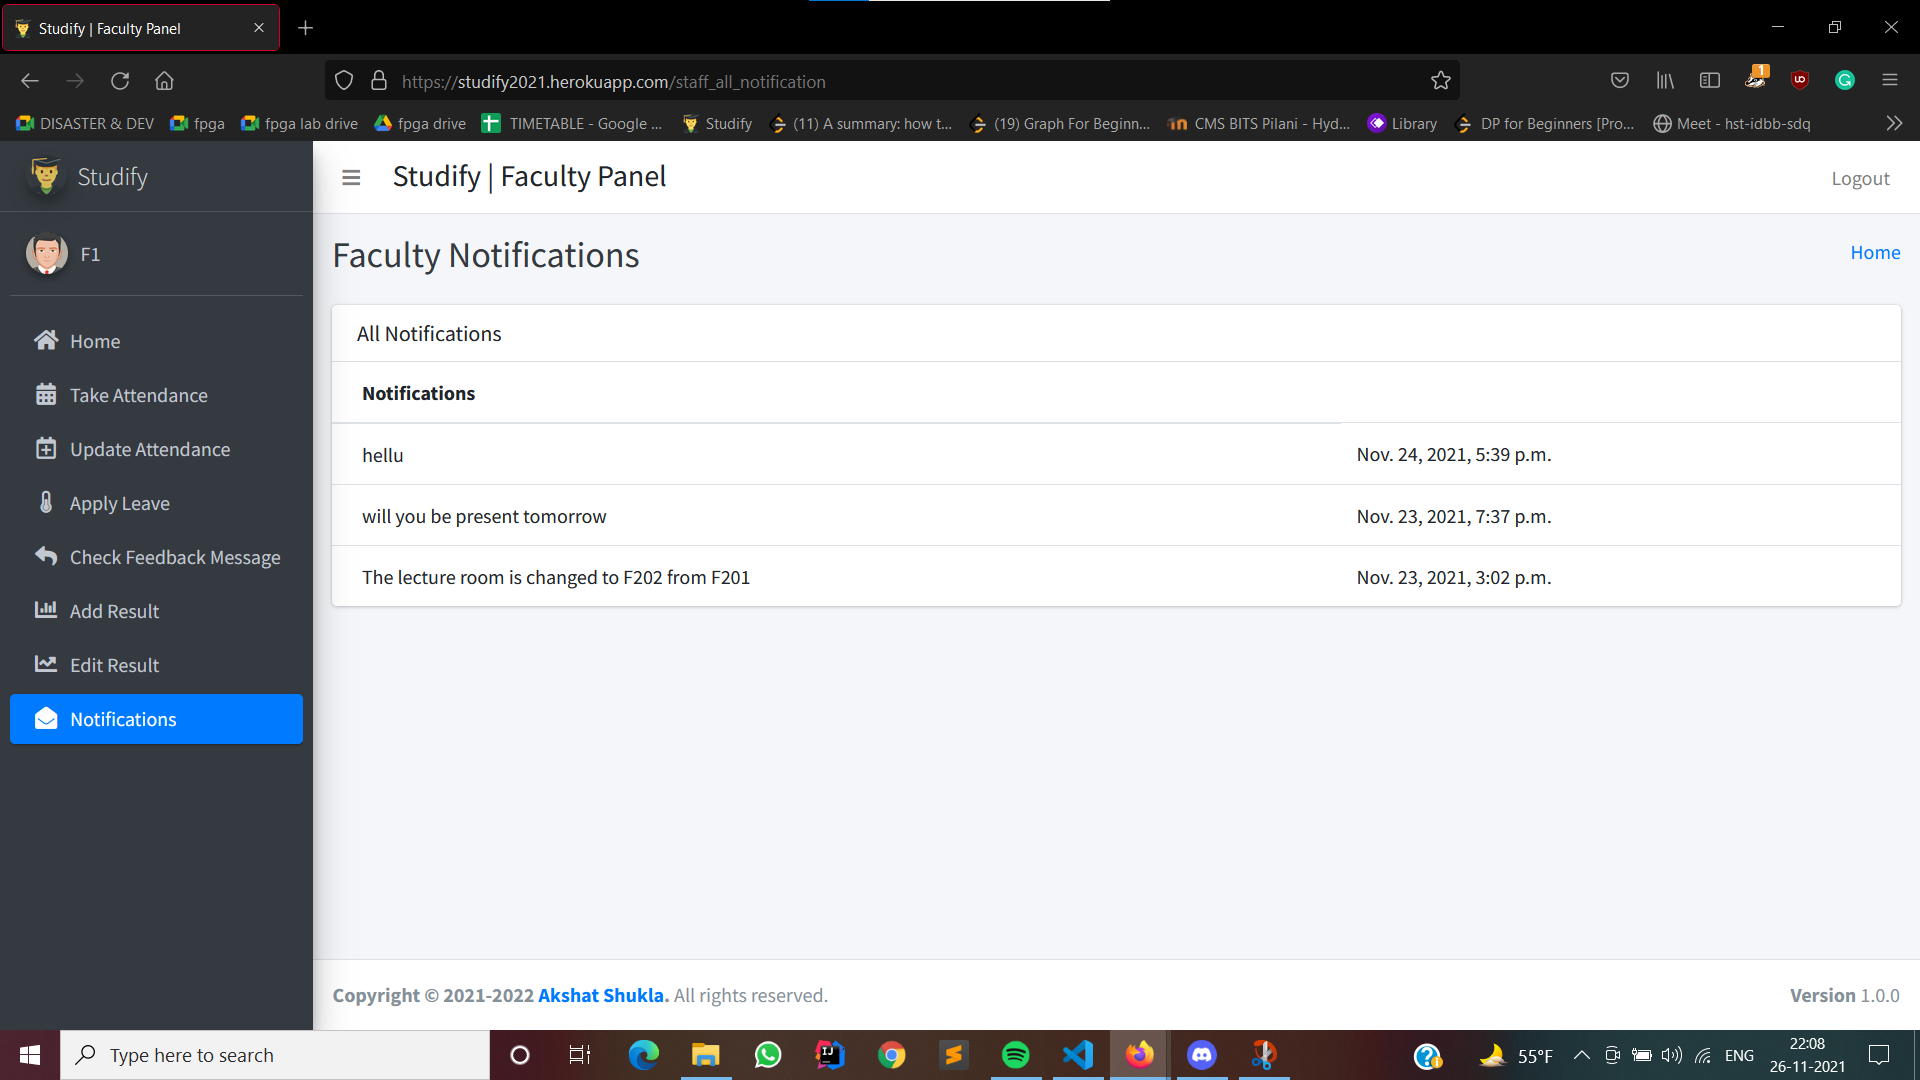 Studify | Faculty Panel
https://studify2021.herokuapp.com/staff_all_notification
1
DISASTER & DEV fpga fpga lab drive fpga drive TIMETABLE - Google ... Studify (11) A summary: how t... (19) Graph For Beginn... CMS BITS Pilani - Hyd... Library DP for Beginners [Pro... Meet - hst-idbb-sdq
Studify
Studify | Faculty Panel
Logout
F1
Faculty Notifications
Home
Home
Take Attendance
Update Attendance
Apply Leave
Check Feedback Message
Add Result
Edit Result
Notifications
All Notifications
Notifications
hellu Nov. 24, 2021, 5:39 p.m.
will you be present tomorrow Nov. 23, 2021, 7:37 p.m.
The lecture room is changed to F202 from F201 Nov. 23, 2021, 3:02 p.m.
Copyright © 2021-2022 Akshat Shukla. All rights reserved.
Version 1.0.0
Type here to search
55°F
ENG
22:08
26-11-2021